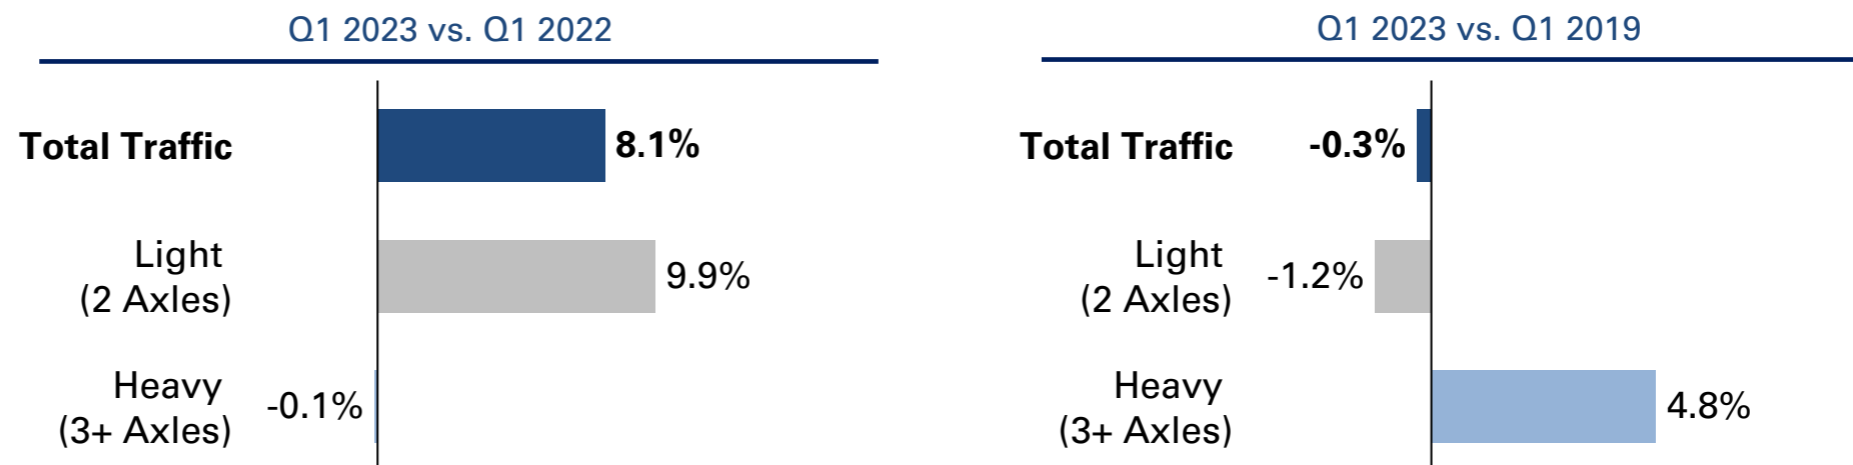 Q1 2023 vs. Q1 2022
Total Traffic
8.1%
Light
(2 Axles)
9.9%
Heavy
(3+ Axles)
-0.1%
Q1 2023 vs. Q1 2019
Total Traffic
-0.3%
Light
(2 Axles)
-1.2%
Heavy
(3+ Axles)
4.8%